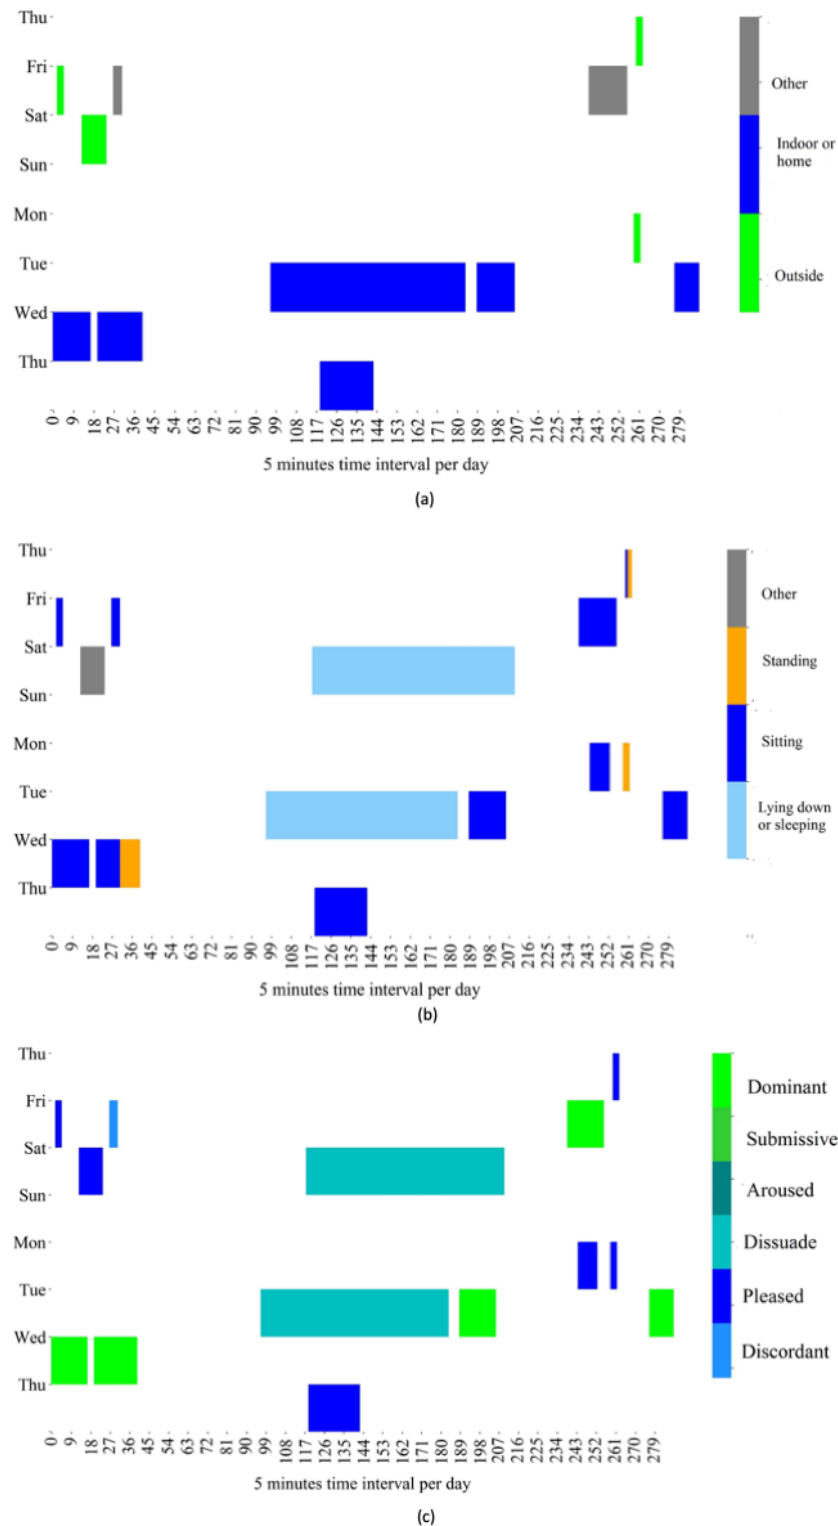 Thu
Fri
Sat
Sun
Mon
Tue
Wed
Thu
Other
Indoor or
home
Outside
0 9 18 27 36 45 54 63 72 81 90 99 108 117 126 135 144 153 162 171 180 189 198 207 216 225 234 243 252 261 270 279
5 minutes time interval per day
(a)
Thu
Fri
Sat
Sun
Mon
Tue
Wed
Thu
Other
Standing
Sitting
Lying down
or sleeping
0 9 18 27 36 45 54 63 72 81 90 99 108 117 126 135 144 153 162 171 180 189 198 207 216 225 234 243 252 261 270 279
5 minutes time interval per day
(b)
Thu
Fri
Sat
Sun
Mon
Tue
Wed
Thu
Dominant
Submissive
Aroused
Dissuade
Pleased
Discordant
0 9 18 27 36 45 54 63 72 81 90 99 108 117 126 135 144 153 162 171 180 189 198 207 216 225 234 243 252 261 270 279
5 minutes time interval per day
(c)